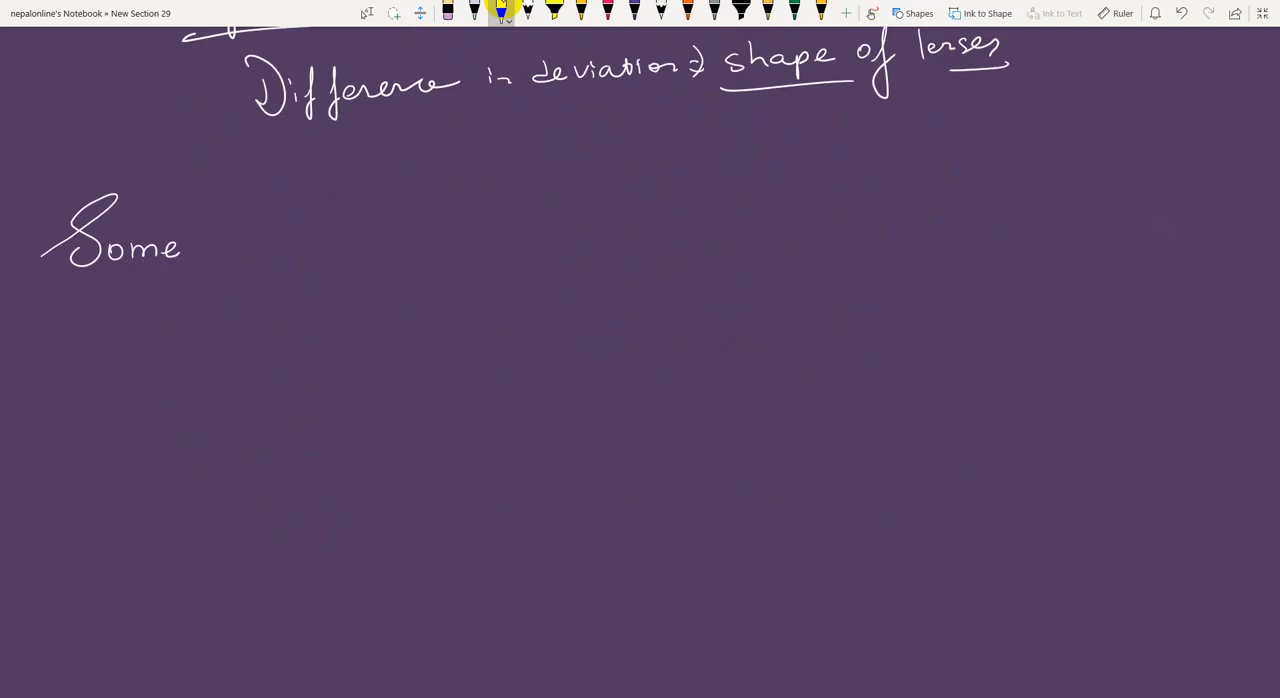 nepalonline's Notebook » New Section 29
Shapes
Ink to Shape
Ink to Text
Ruler
Difference in deviation ⇒ shape of lenses
Some